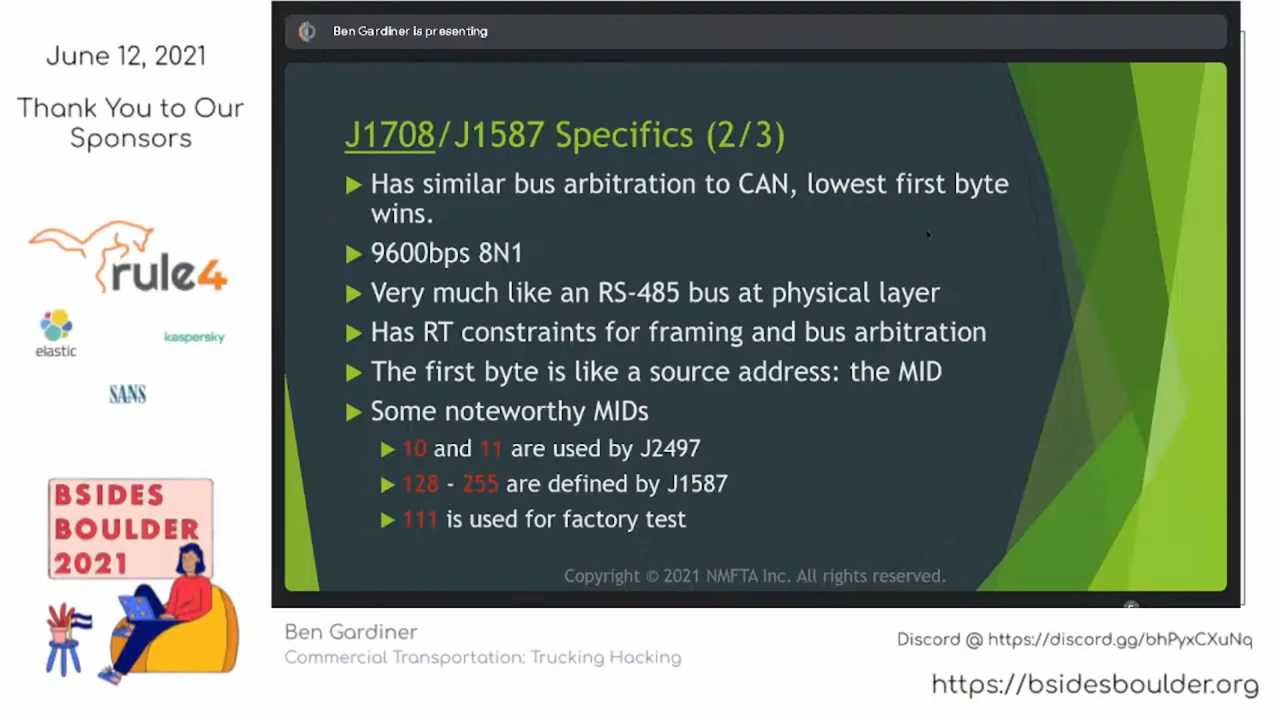 June 12, 2021
Thank You to Our
Sponsors
rule4
elastic
kaspersky
SANS
BSIDES
BOULDER
2021
Ben Gardiner is presenting
J1708/J1587 Specifics (2/3)
Has similar bus arbitration to CAN, lowest first byte
wins.
9600bps 8N1
Very much like an RS-485 bus at physical layer
Has RT constraints for framing and bus arbitration
The first byte is like a source address: the MID
Some noteworthy MIDs
10 and 11 are used by J2497
128 - 255 are defined by J1587
111 is used for factory test
Copyright © 2021 NMFTA Inc. All rights reserved.
Ben Gardiner
Commercial Transportation: Trucking Hacking
Discord @ https://discord.gg/bhPyxCXuNq
https://bsidesboulder.org